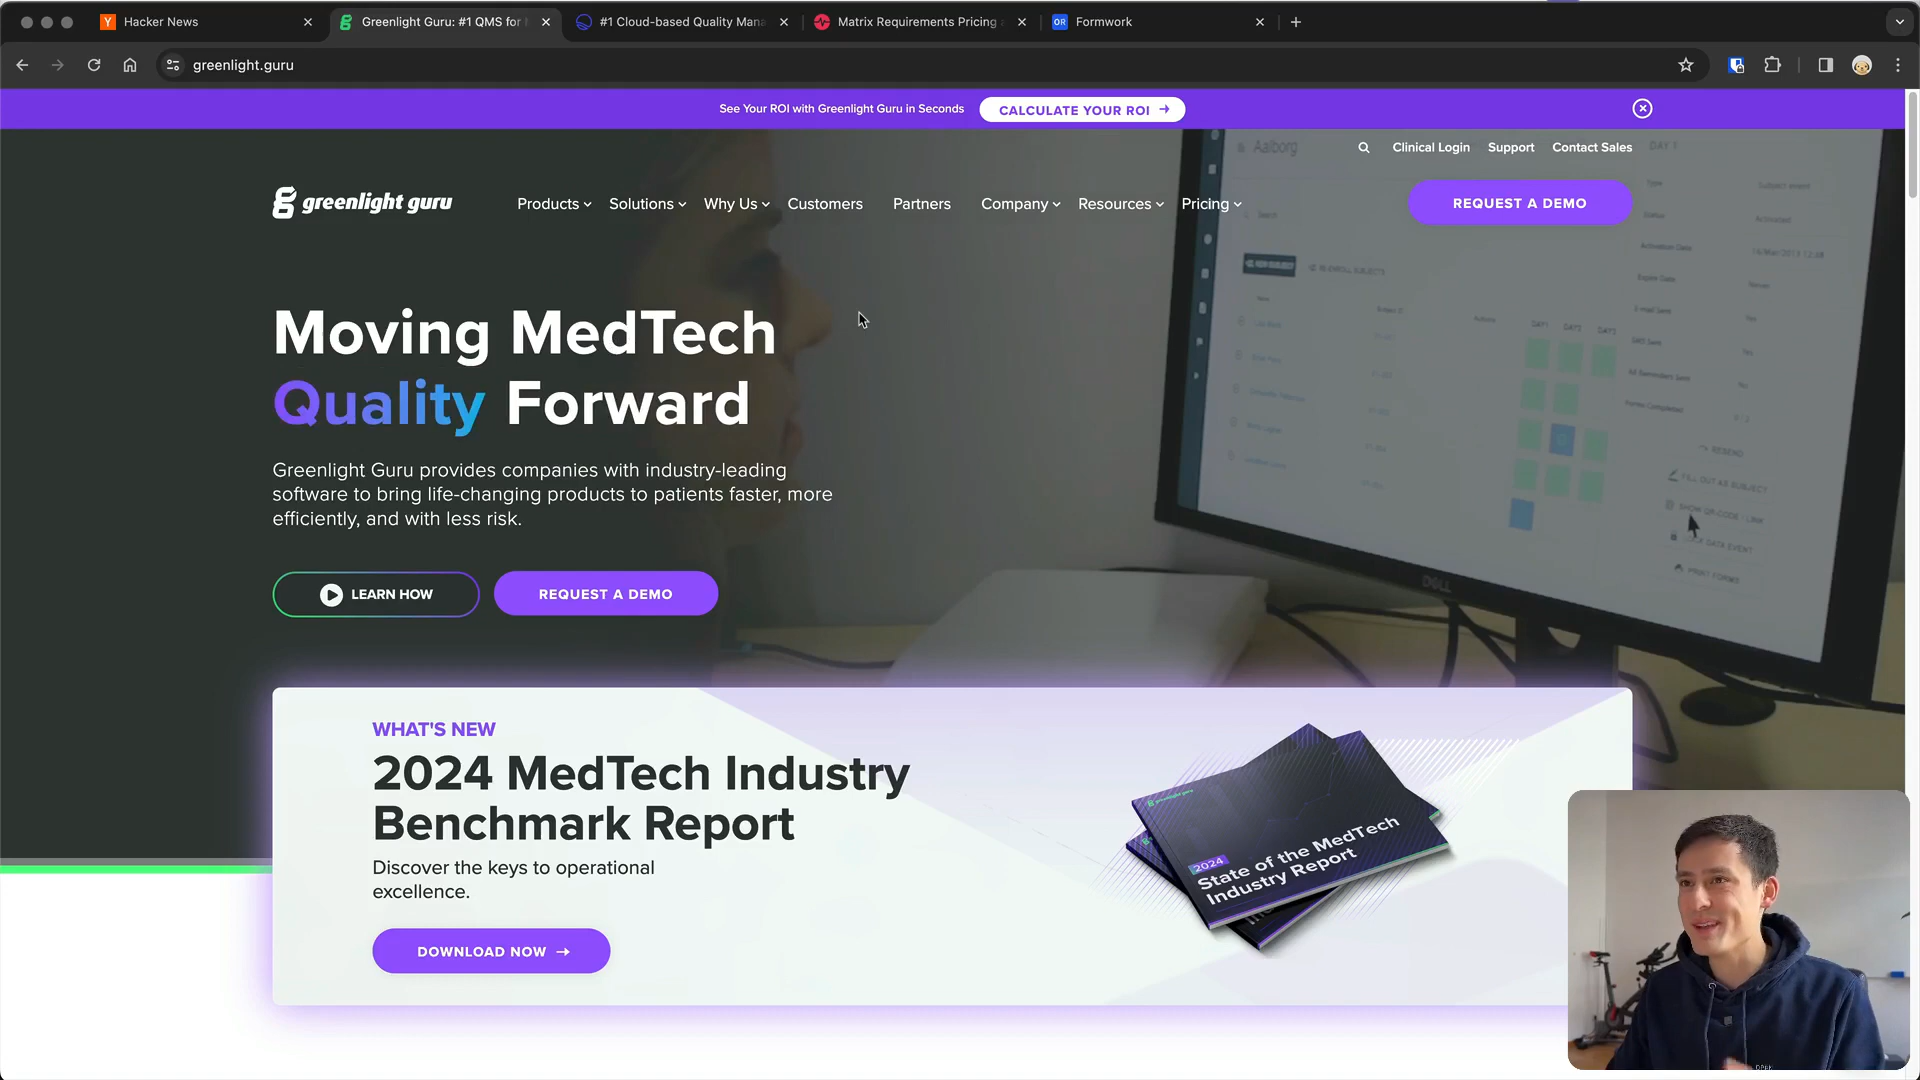 Hacker News
Greenlight Guru: #1 QMS for
#1 Cloud-based Quality Mana
Matrix Requirements Pricing
OR Formwork
greenlight.guru
See Your ROI with Greenlight Guru in Seconds
CALCULATE YOUR ROI →
Clinical Login
Support
Contact Sales
greenlight guru
Products
Solutions
Why Us
Customers
Partners
Company
Resources
Pricing
REQUEST A DEMO
Moving MedTech
Quality Forward
Greenlight Guru provides companies with industry-leading
software to bring life-changing products to patients faster, more
efficiently, and with less risk.
LEARN HOW
REQUEST A DEMO
Aalborg
DAY 1
DELL
WHAT'S NEW
2024 MedTech Industry
Benchmark Report
Discover the keys to operational
excellence.
DOWNLOAD NOW →
2024
State of the MedTech
Industry Report